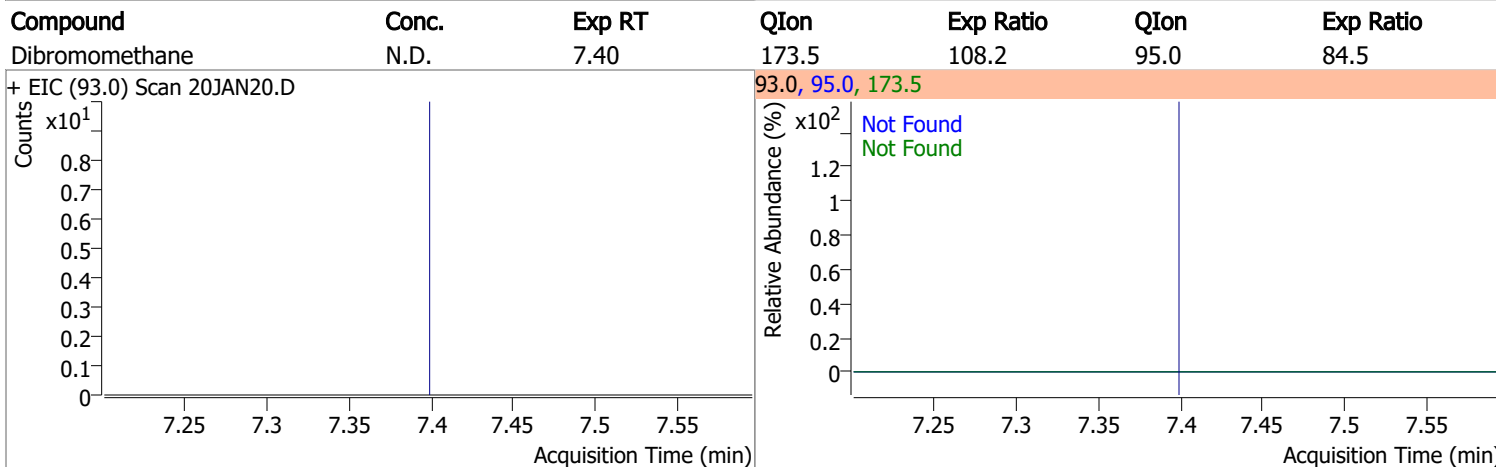 Compound Conc. Exp RT QIon Exp Ratio QIon Exp Ratio
Dibromomethane N.D. 7.40 173.5 108.2 95.0 84.5
+ EIC (93.0) Scan 20JAN20.D
Counts
x10¹
0.8
0.7
0.6
0.5
0.4
0.3
0.2
0.1
0
7.25 7.3 7.35 7.4 7.45 7.5 7.55
Acquisition Time (min)
93.0, 95.0, 173.5
Relative Abundance (%)
x10²
Not Found
Not Found
1.2
1
0.8
0.6
0.4
0.2
0
7.25 7.3 7.35 7.4 7.45 7.5 7.55
Acquisition Time (min)